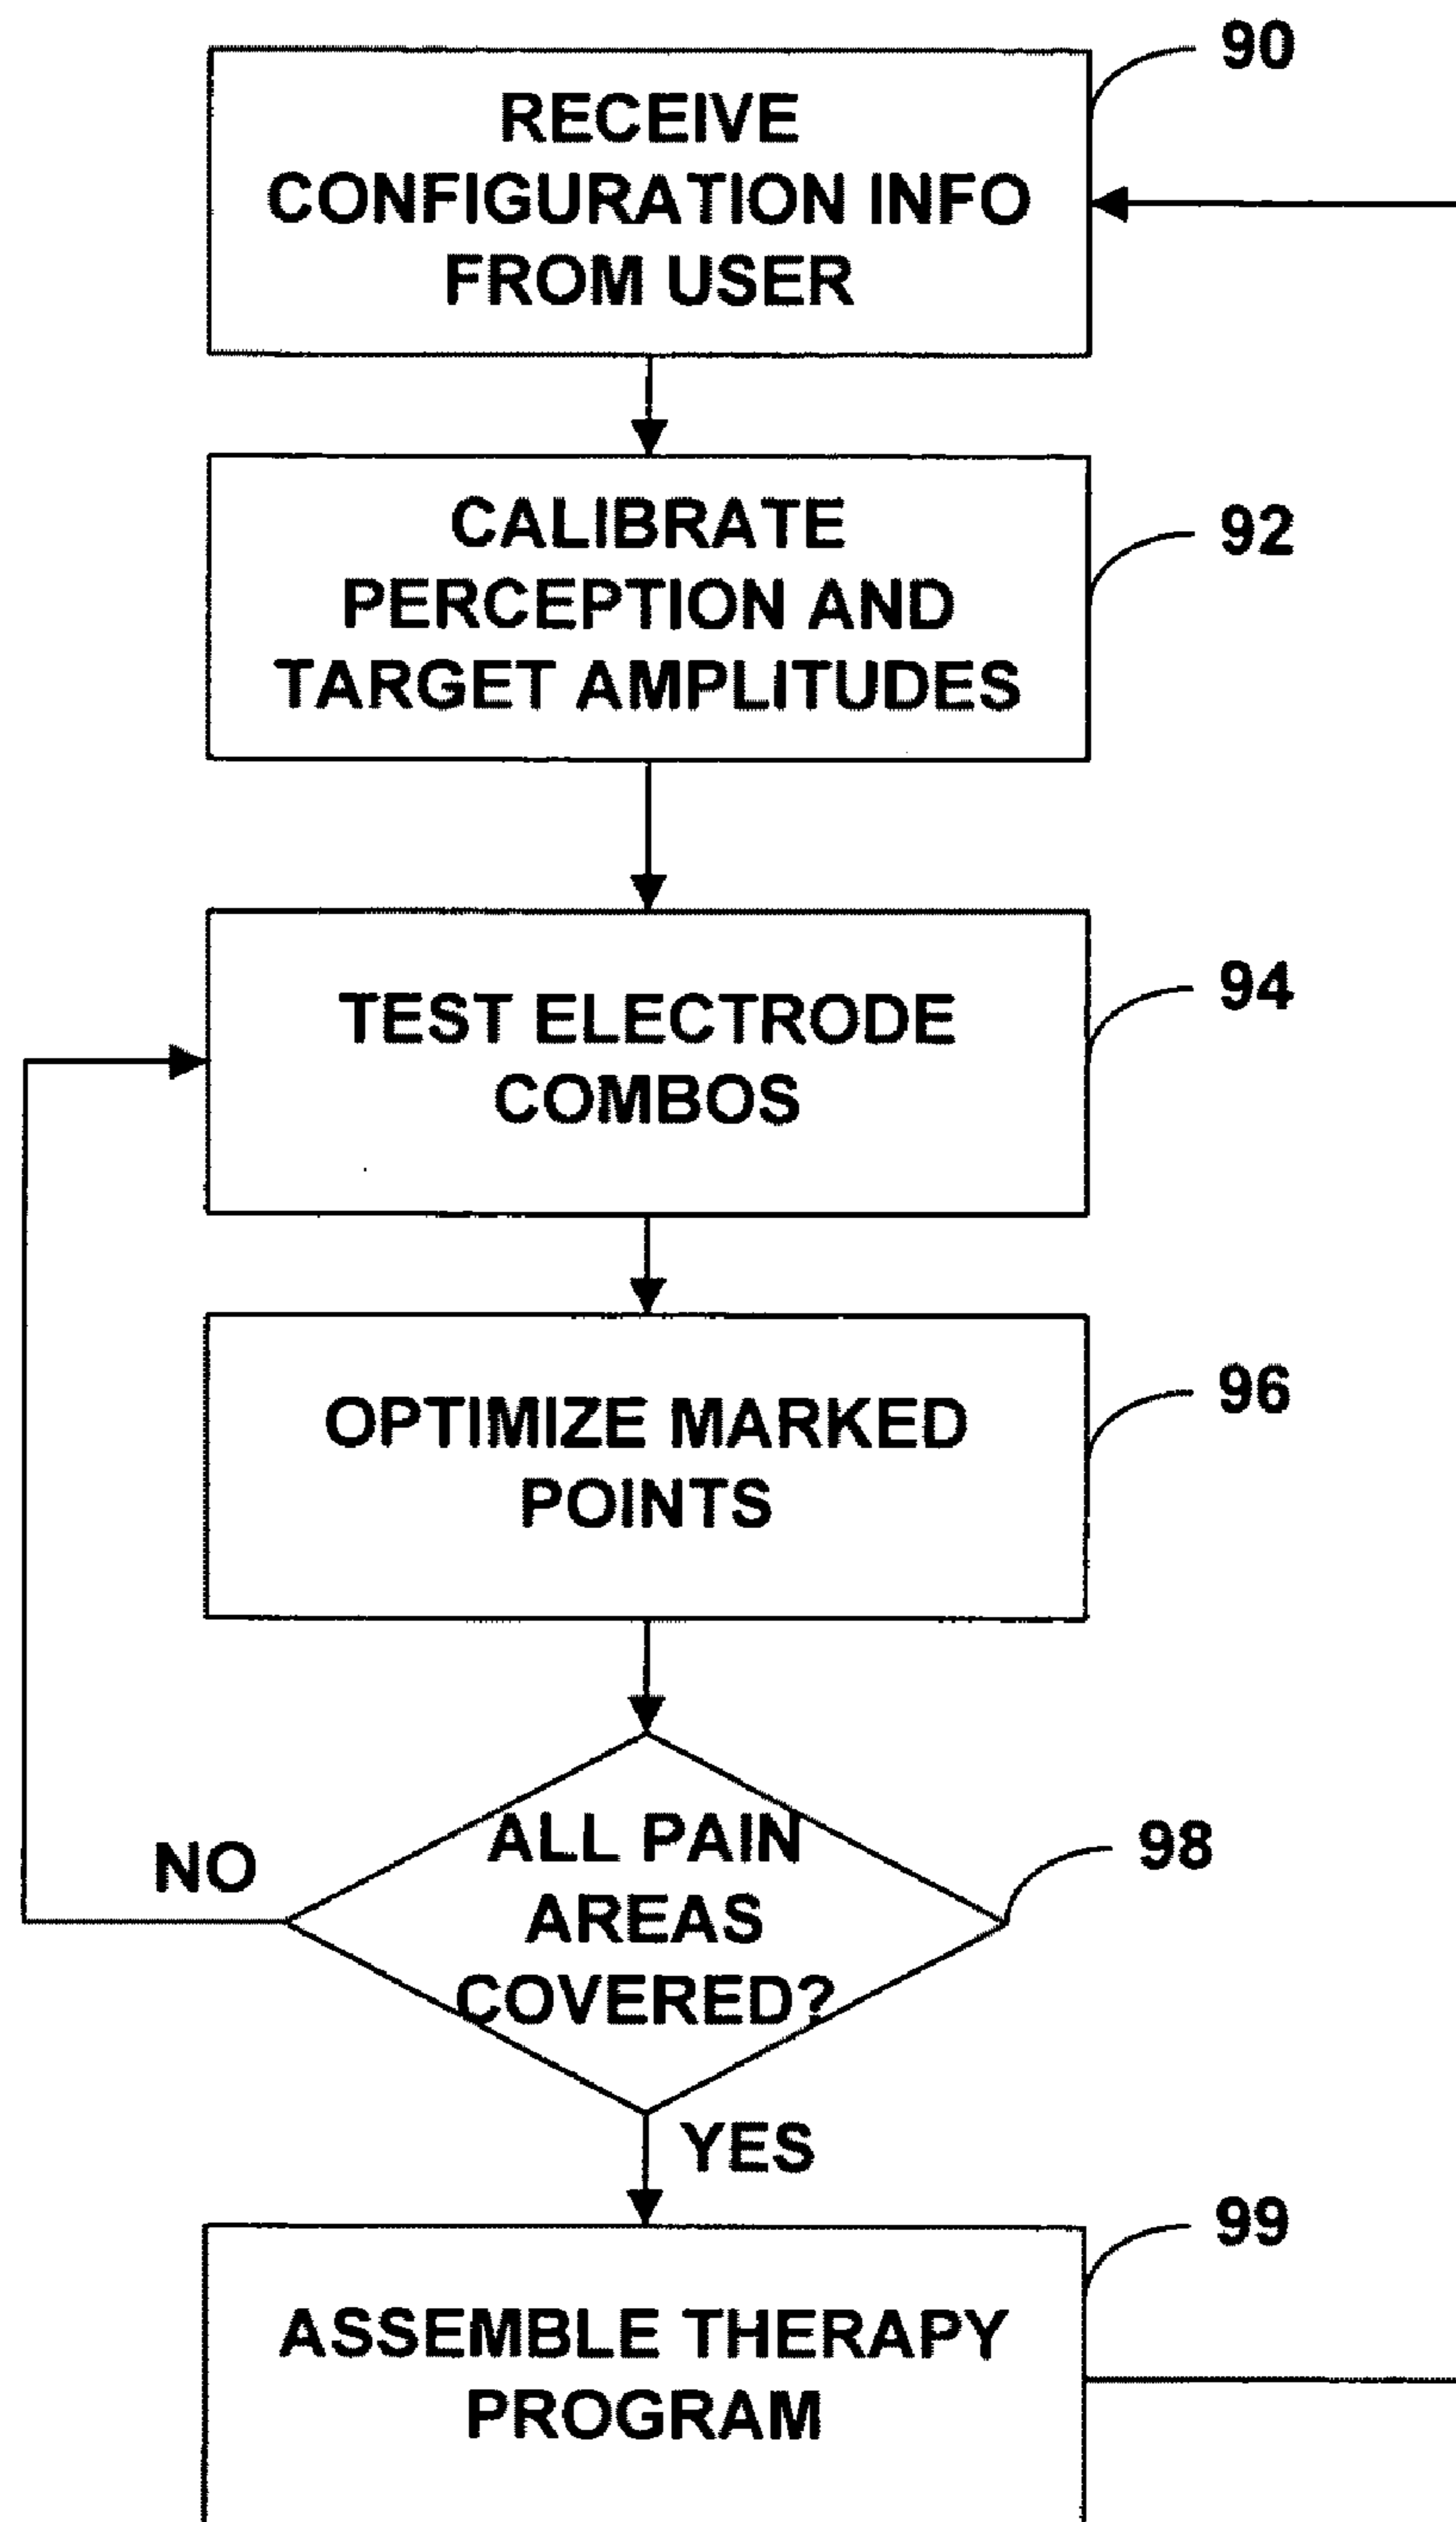 90
RECEIVE
CONFIGURATION INFO
FROM USER
CALIBRATE
PERCEPTION AND
TARGET AMPLITUDES
92
TEST ELECTRODE
COMBOS
94
OPTIMIZE MARKED
POINTS
96
ALL PAIN
AREAS
COVERED?
98
NO
YES
99
ASSEMBLE THERAPY
PROGRAM